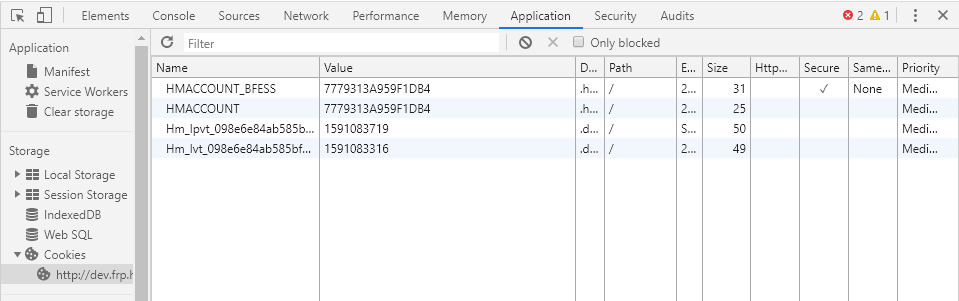 Elements Console Sources Network Performance Memory Application Security Audits 2 1
Application
Manifest
Service Workers
Clear storage
Storage
Local Storage
Session Storage
IndexedDB
Web SQL
Cookies
http://dev.frp.h
Filter Only blocked
Name Value D... Path E... Size Http... Secure Same... Priority
HMACCOUNT_BFESS 7779313A959F1DB4 .h... / 2... 31 ✓ None Medi...
HMACCOUNT 7779313A959F1DB4 .h... / 2... 25 Medi...
Hm_lpvt_098e6e84ab585b... 1591083719 .d... / S... 50 Medi...
Hm_lvt_098e6e84ab585bf... 1591083316 .d... / 2... 49 Medi...